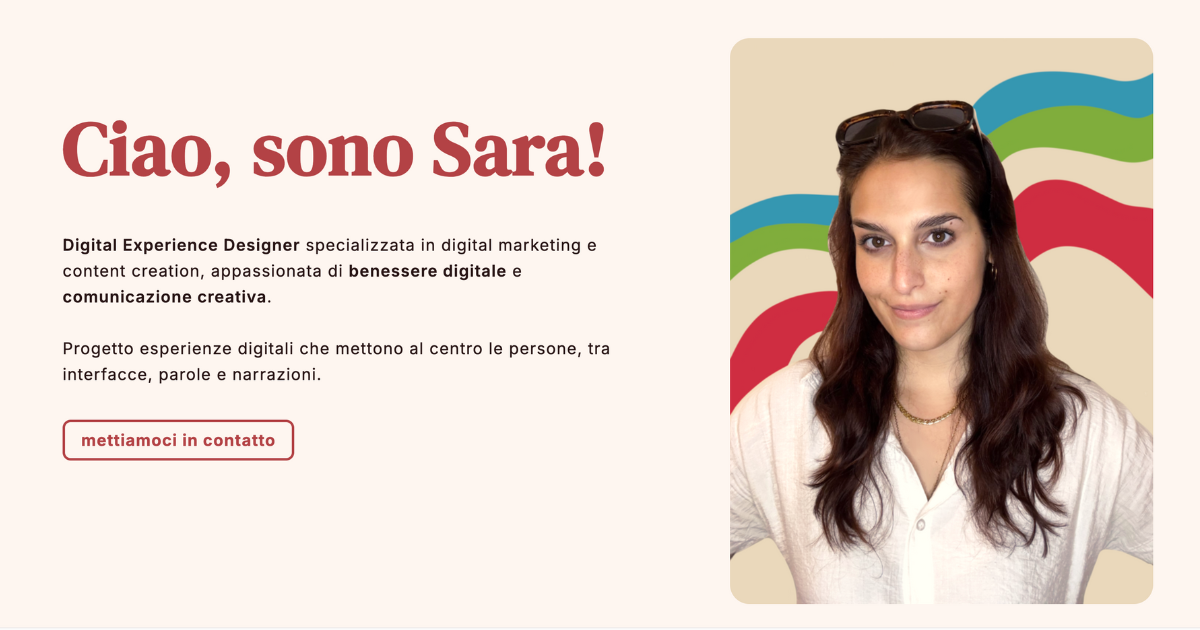 Ciao, sono Sara!
Digital Experience Designer specializzata in digital marketing e
content creation, appassionata di benessere digitale e
comunicazione creativa.
Progetto esperienze digitali che mettono al centro le persone, tra
interfacce, parole e narrazioni.
mettiamoci in contatto